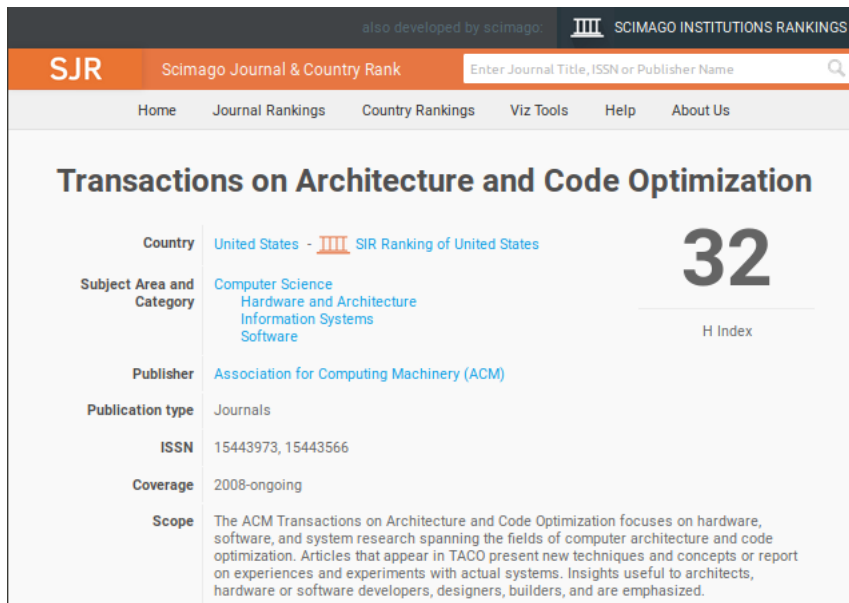 also developed by scimago:
SCIMAGO INSTITUTIONS RANKINGS
SJR
Scimago Journal & Country Rank
Enter Journal Title, ISSN or Publisher Name
Home
Journal Rankings
Country Rankings
Viz Tools
Help
About Us
Transactions on Architecture and Code Optimization
Country
United States - SIR Ranking of United States
32
H Index
Subject Area and
Category
Computer Science
Hardware and Architecture
Information Systems
Software
Publisher
Association for Computing Machinery (ACM)
Publication type
Journals
ISSN
15443973, 15443566
Coverage
2008-ongoing
Scope
The ACM Transactions on Architecture and Code Optimization focuses on hardware,
software, and system research spanning the fields of computer architecture and code
optimization. Articles that appear in TACO present new techniques and concepts or report
on experiences and experiments with actual systems. Insights useful to architects,
hardware or software developers, designers, builders, and are emphasized.